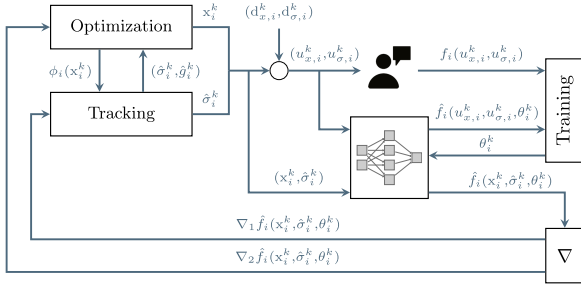 Optimization
x_i^k
(d_{x,i}^k,d_{σ,i}^k)
ϕ_i(x_i^k)
(σ̂_i^k,ĝ_i^k)
(u_{x,i}^k,u_{σ,i}^k)
f_i(u_{x,i}^k,u_{σ,i}^k)
Tracking
σ̂_i^k
f̂_i(u_{x,i}^k,u_{σ,i}^k,θ_i^k)
Training
θ_i^k
(x_i^k,σ̂_i^k)
f̂_i(x_i^k,σ̂_i^k,θ_i^k)
∇_1 f̂_i(x_i^k,σ̂_i^k,θ_i^k)
∇_2 f̂_i(x_i^k,σ̂_i^k,θ_i^k)
∇